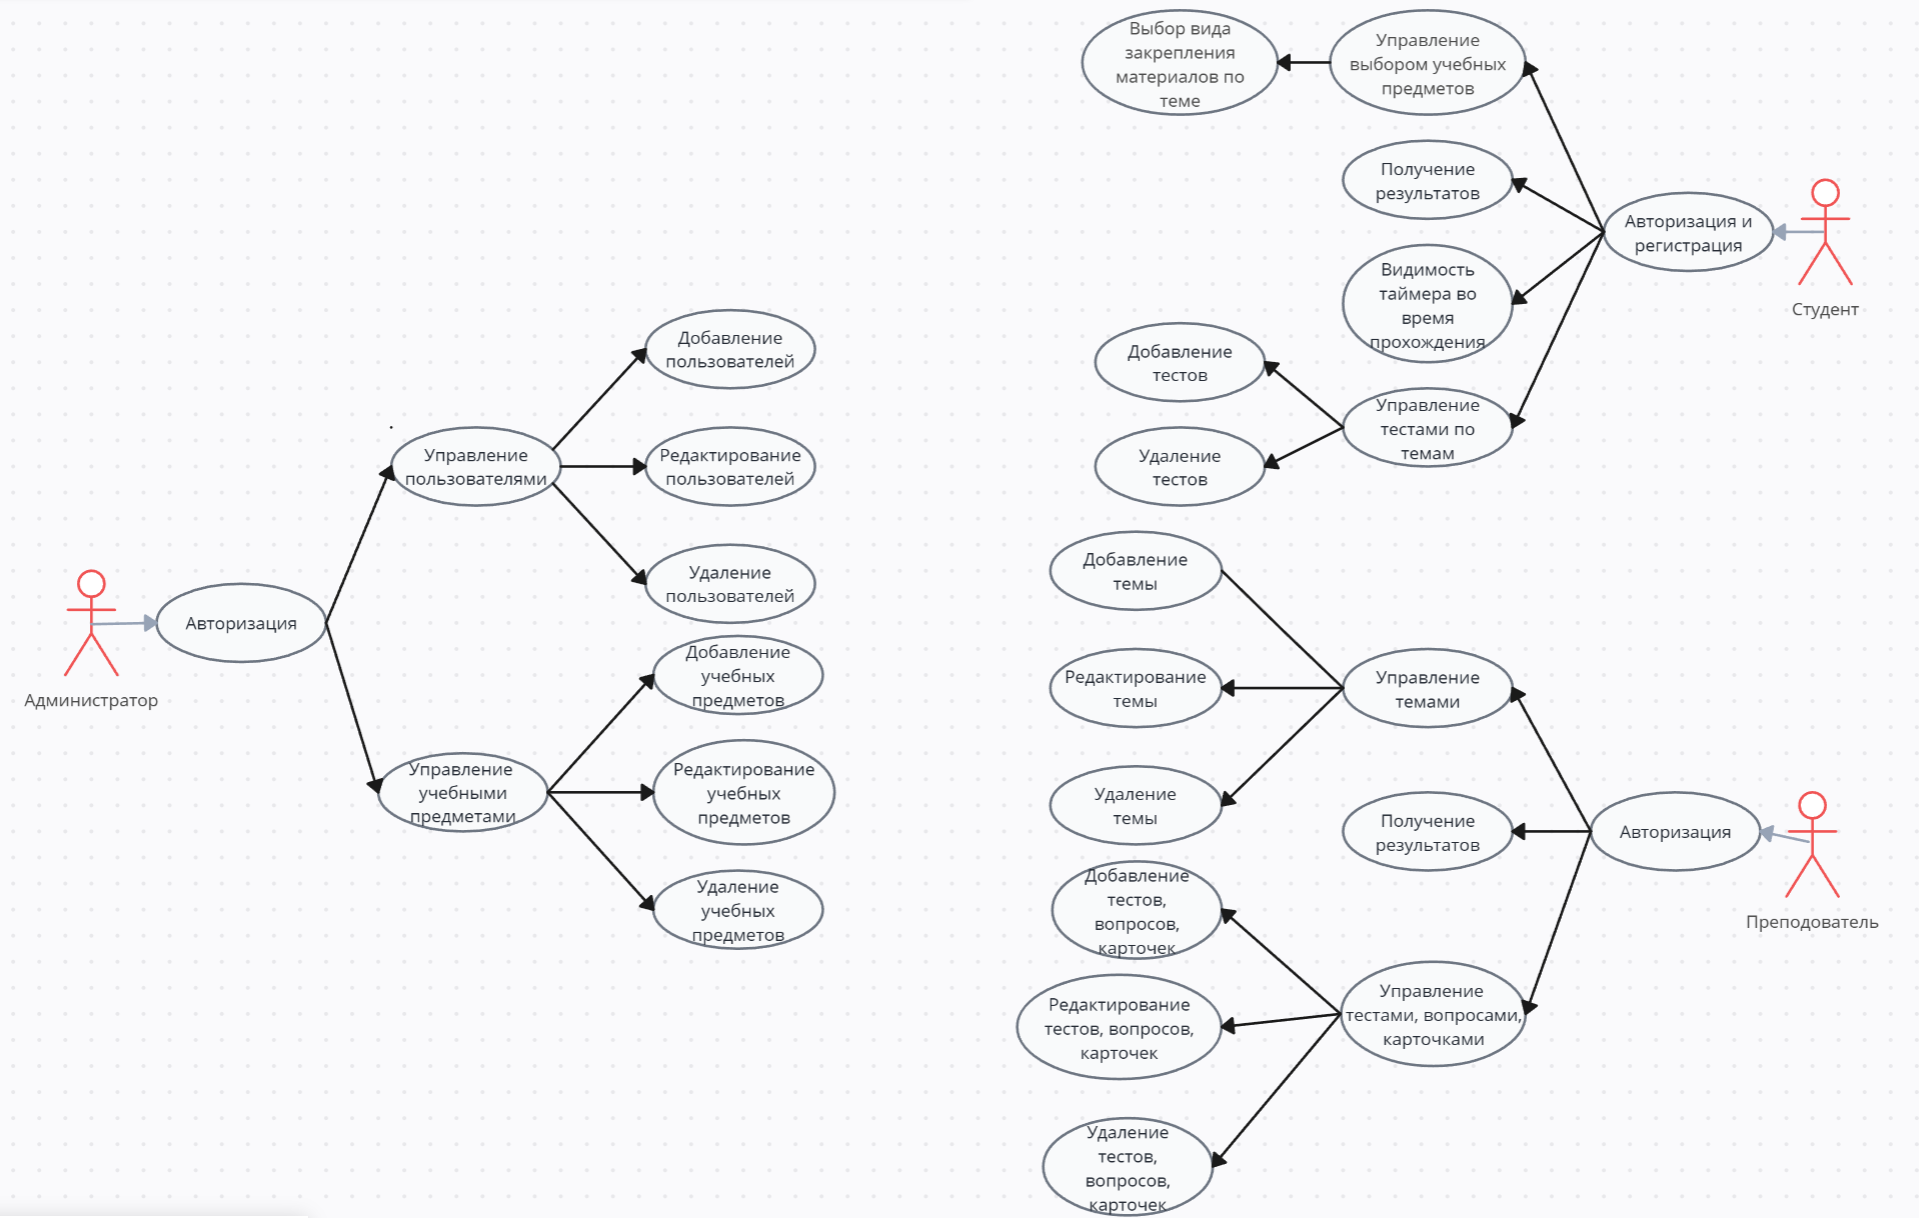 Выбор вида
закрепления
материалов по
теме
Управление
выбором учебных
предметов
Получение
результатов
Авторизация и
регистрация
Студент
Видимость
таймера во
время
прохождения
Добавление
тестов
Удаление
тестов
Управление
тестами по
темам
Добавление
пользователей
Управление
пользователями
Редактирование
пользователей
Удаление
пользователей
Авторизация
Администратор
Добавление
учебных
предметов
Управление
учебными
предметами
Редактирование
учебных
предметов
Удаление
учебных
предметов
Добавление
темы
Редактирование
темы
Управление
темами
Удаление
темы
Получение
результатов
Авторизация
Преподователь
Добавление
тестов,
вопросов,
карточек
Редактирование
тестов, вопросов,
карточек
Управление
тестами, вопросами,
карточками
Удаление
тестов,
вопросов,
карточек